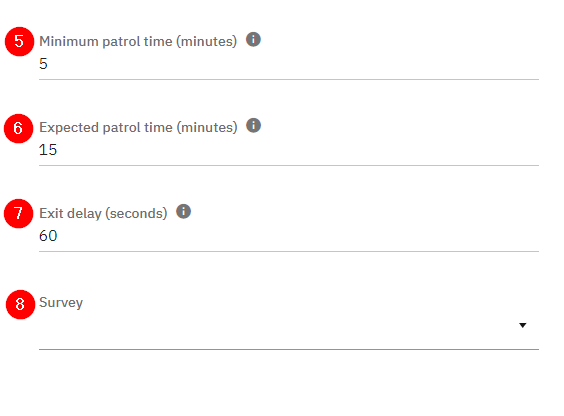 5 Minimum patrol time (minutes) i
5
6 Expected patrol time (minutes) i
15
7 Exit delay (seconds) i
60
8 Survey